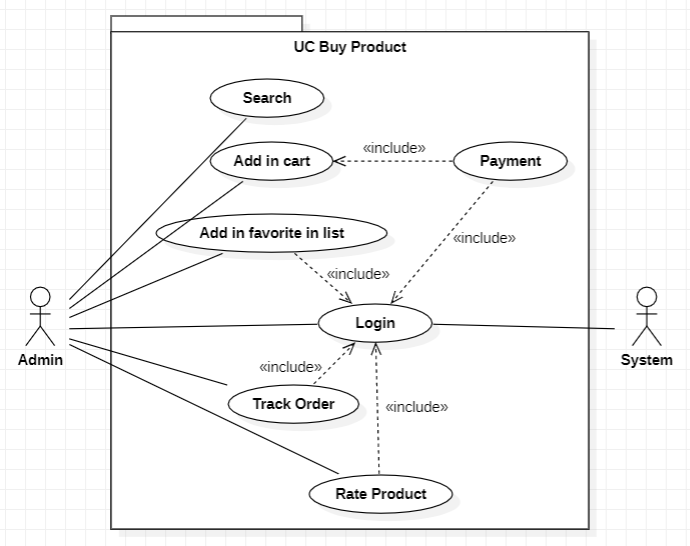 UC Buy Product
Search
Add in cart
«include»
Payment
Add in favorite in list
«include»
«include»
Login
Admin
System
«include»
Track Order
«include»
Rate Product